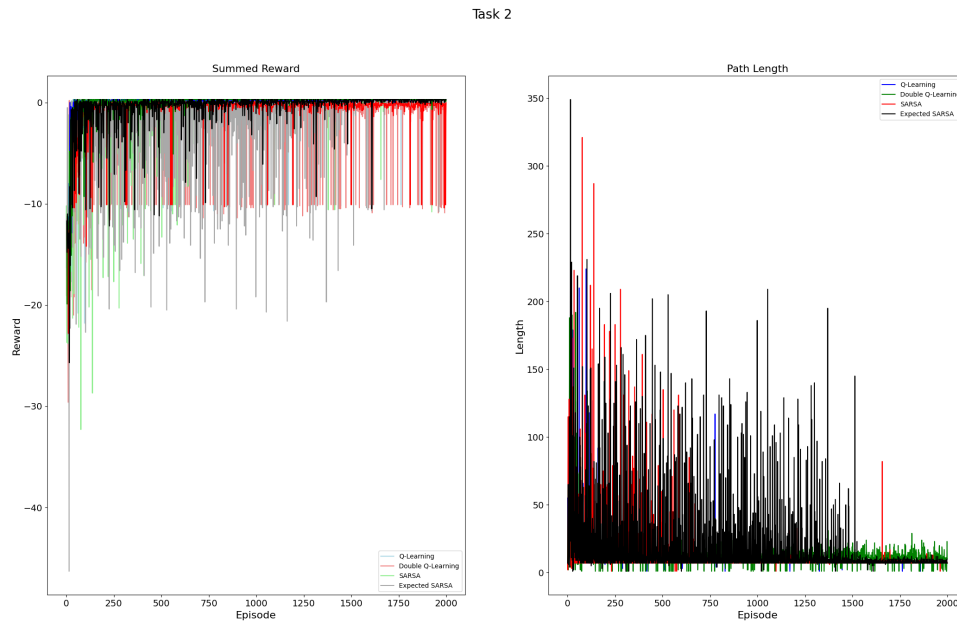 Task 2
Summed Reward
Reward
0
−10
−20
−30
−40
0
250
500
750
1000
1250
1500
1750
2000
Episode
Q-Learning
Double Q-Learning
SARSA
Expected SARSA
Path Length
Length
350
300
250
200
150
100
50
0
0
250
500
750
1000
1250
1500
1750
2000
Episode
Q-Learning
Double Q-Learning
SARSA
Expected SARSA